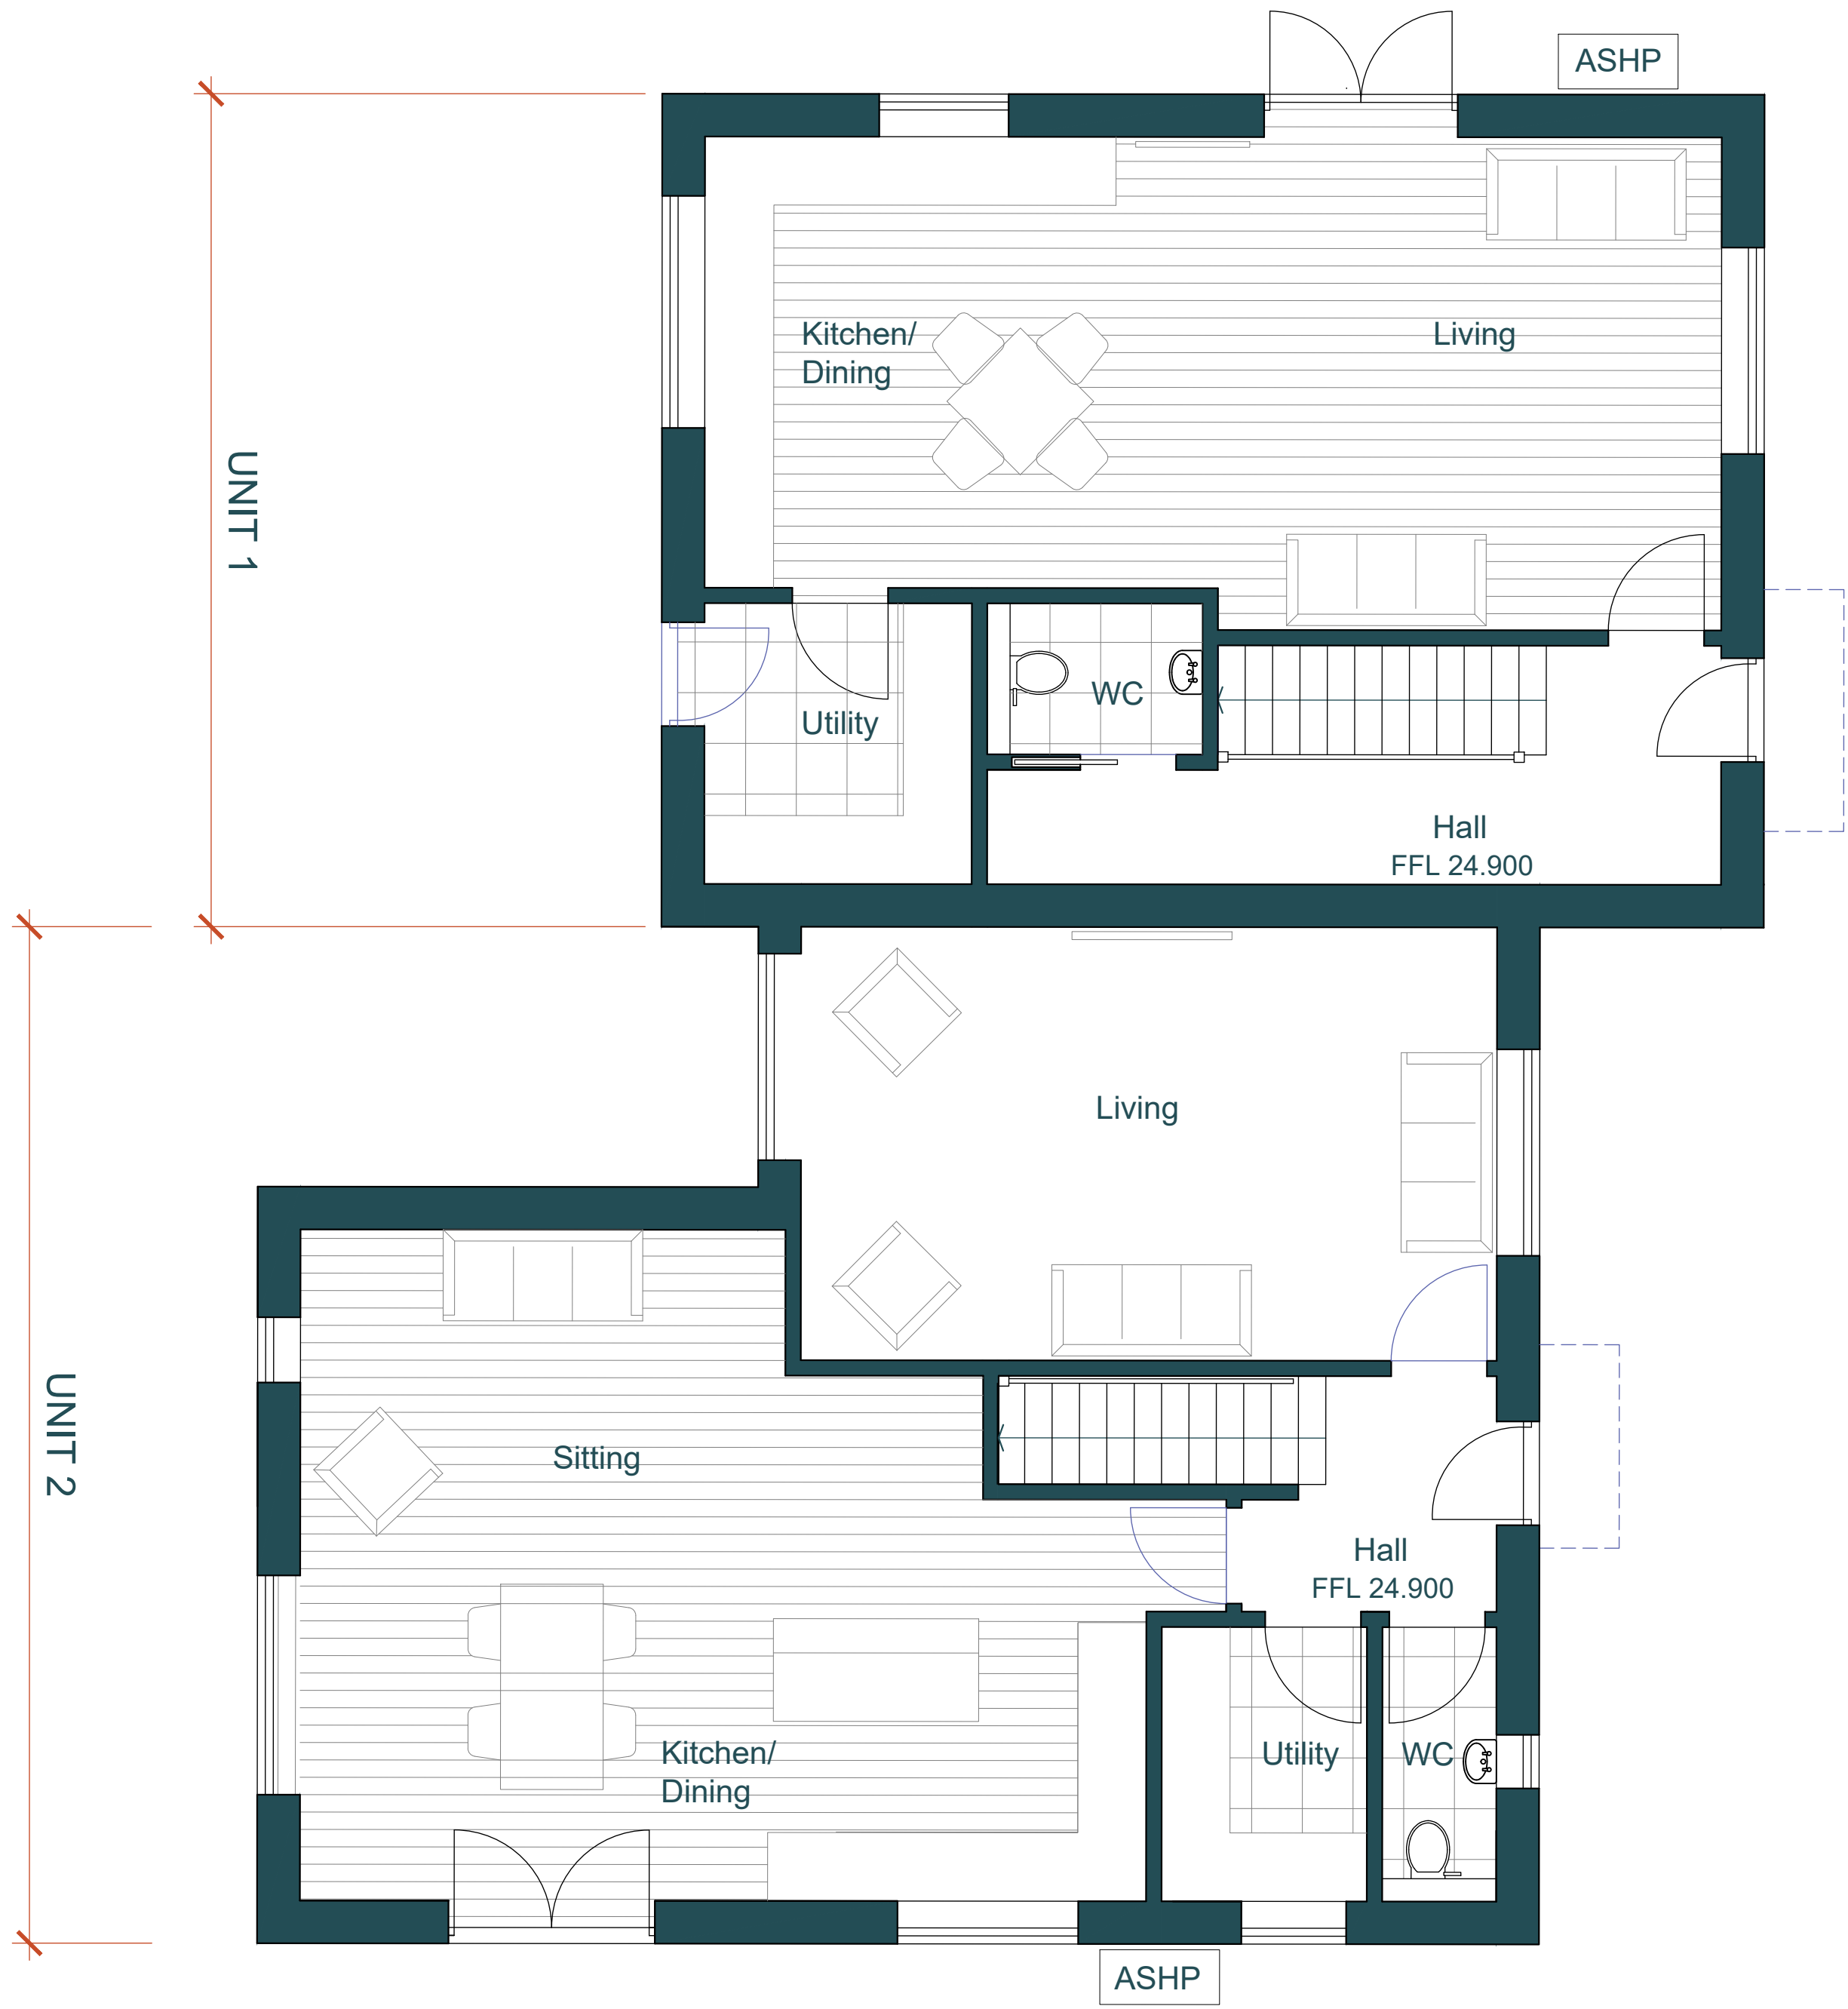 ASHP
Kitchen/
Dining
Living
UNIT 1
WC
Utility
Hall
FFL 24.900
Living
UNIT 2
Sitting
Hall
FFL 24.900
Kitchen/
Dining
Utility
WC
ASHP